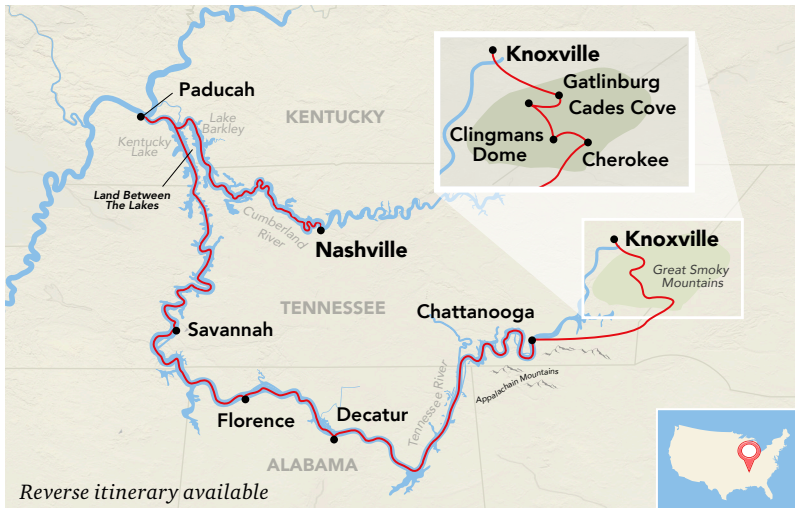 Knoxville
Gatlinburg
Cades Cove
Clingmans
Dome
Cherokee
Paducah
KENTUCKY
Lake
Barkley
Kentucky
Lake
Land Between
The Lakes
Cumberland
River
Nashville
Knoxville
Great Smoky
Mountains
TENNESSEE
Chattanooga
Savannah
Appalachain Mountains
Tennessee River
Florence
Decatur
ALABAMA
Reverse itinerary available